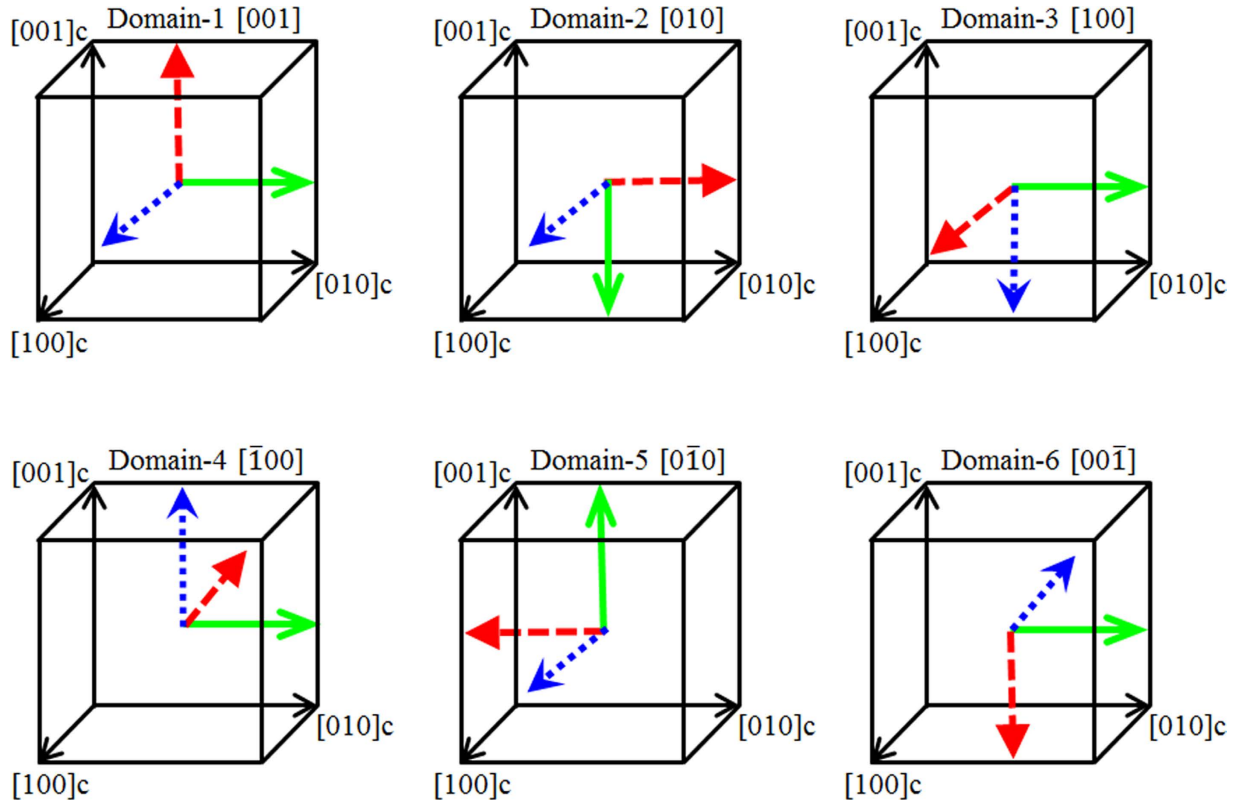 Domain-1 [001]
[001]c
[010]c
[100]c
Domain-2 [010]
[001]c
[010]c
[100]c
Domain-3 [100]
[001]c
[010]c
[100]c
Domain-4 [1̄00]
[001]c
[010]c
[100]c
Domain-5 [01̄0]
[001]c
[010]c
[100]c
Domain-6 [001̄]
[001]c
[010]c
[100]c